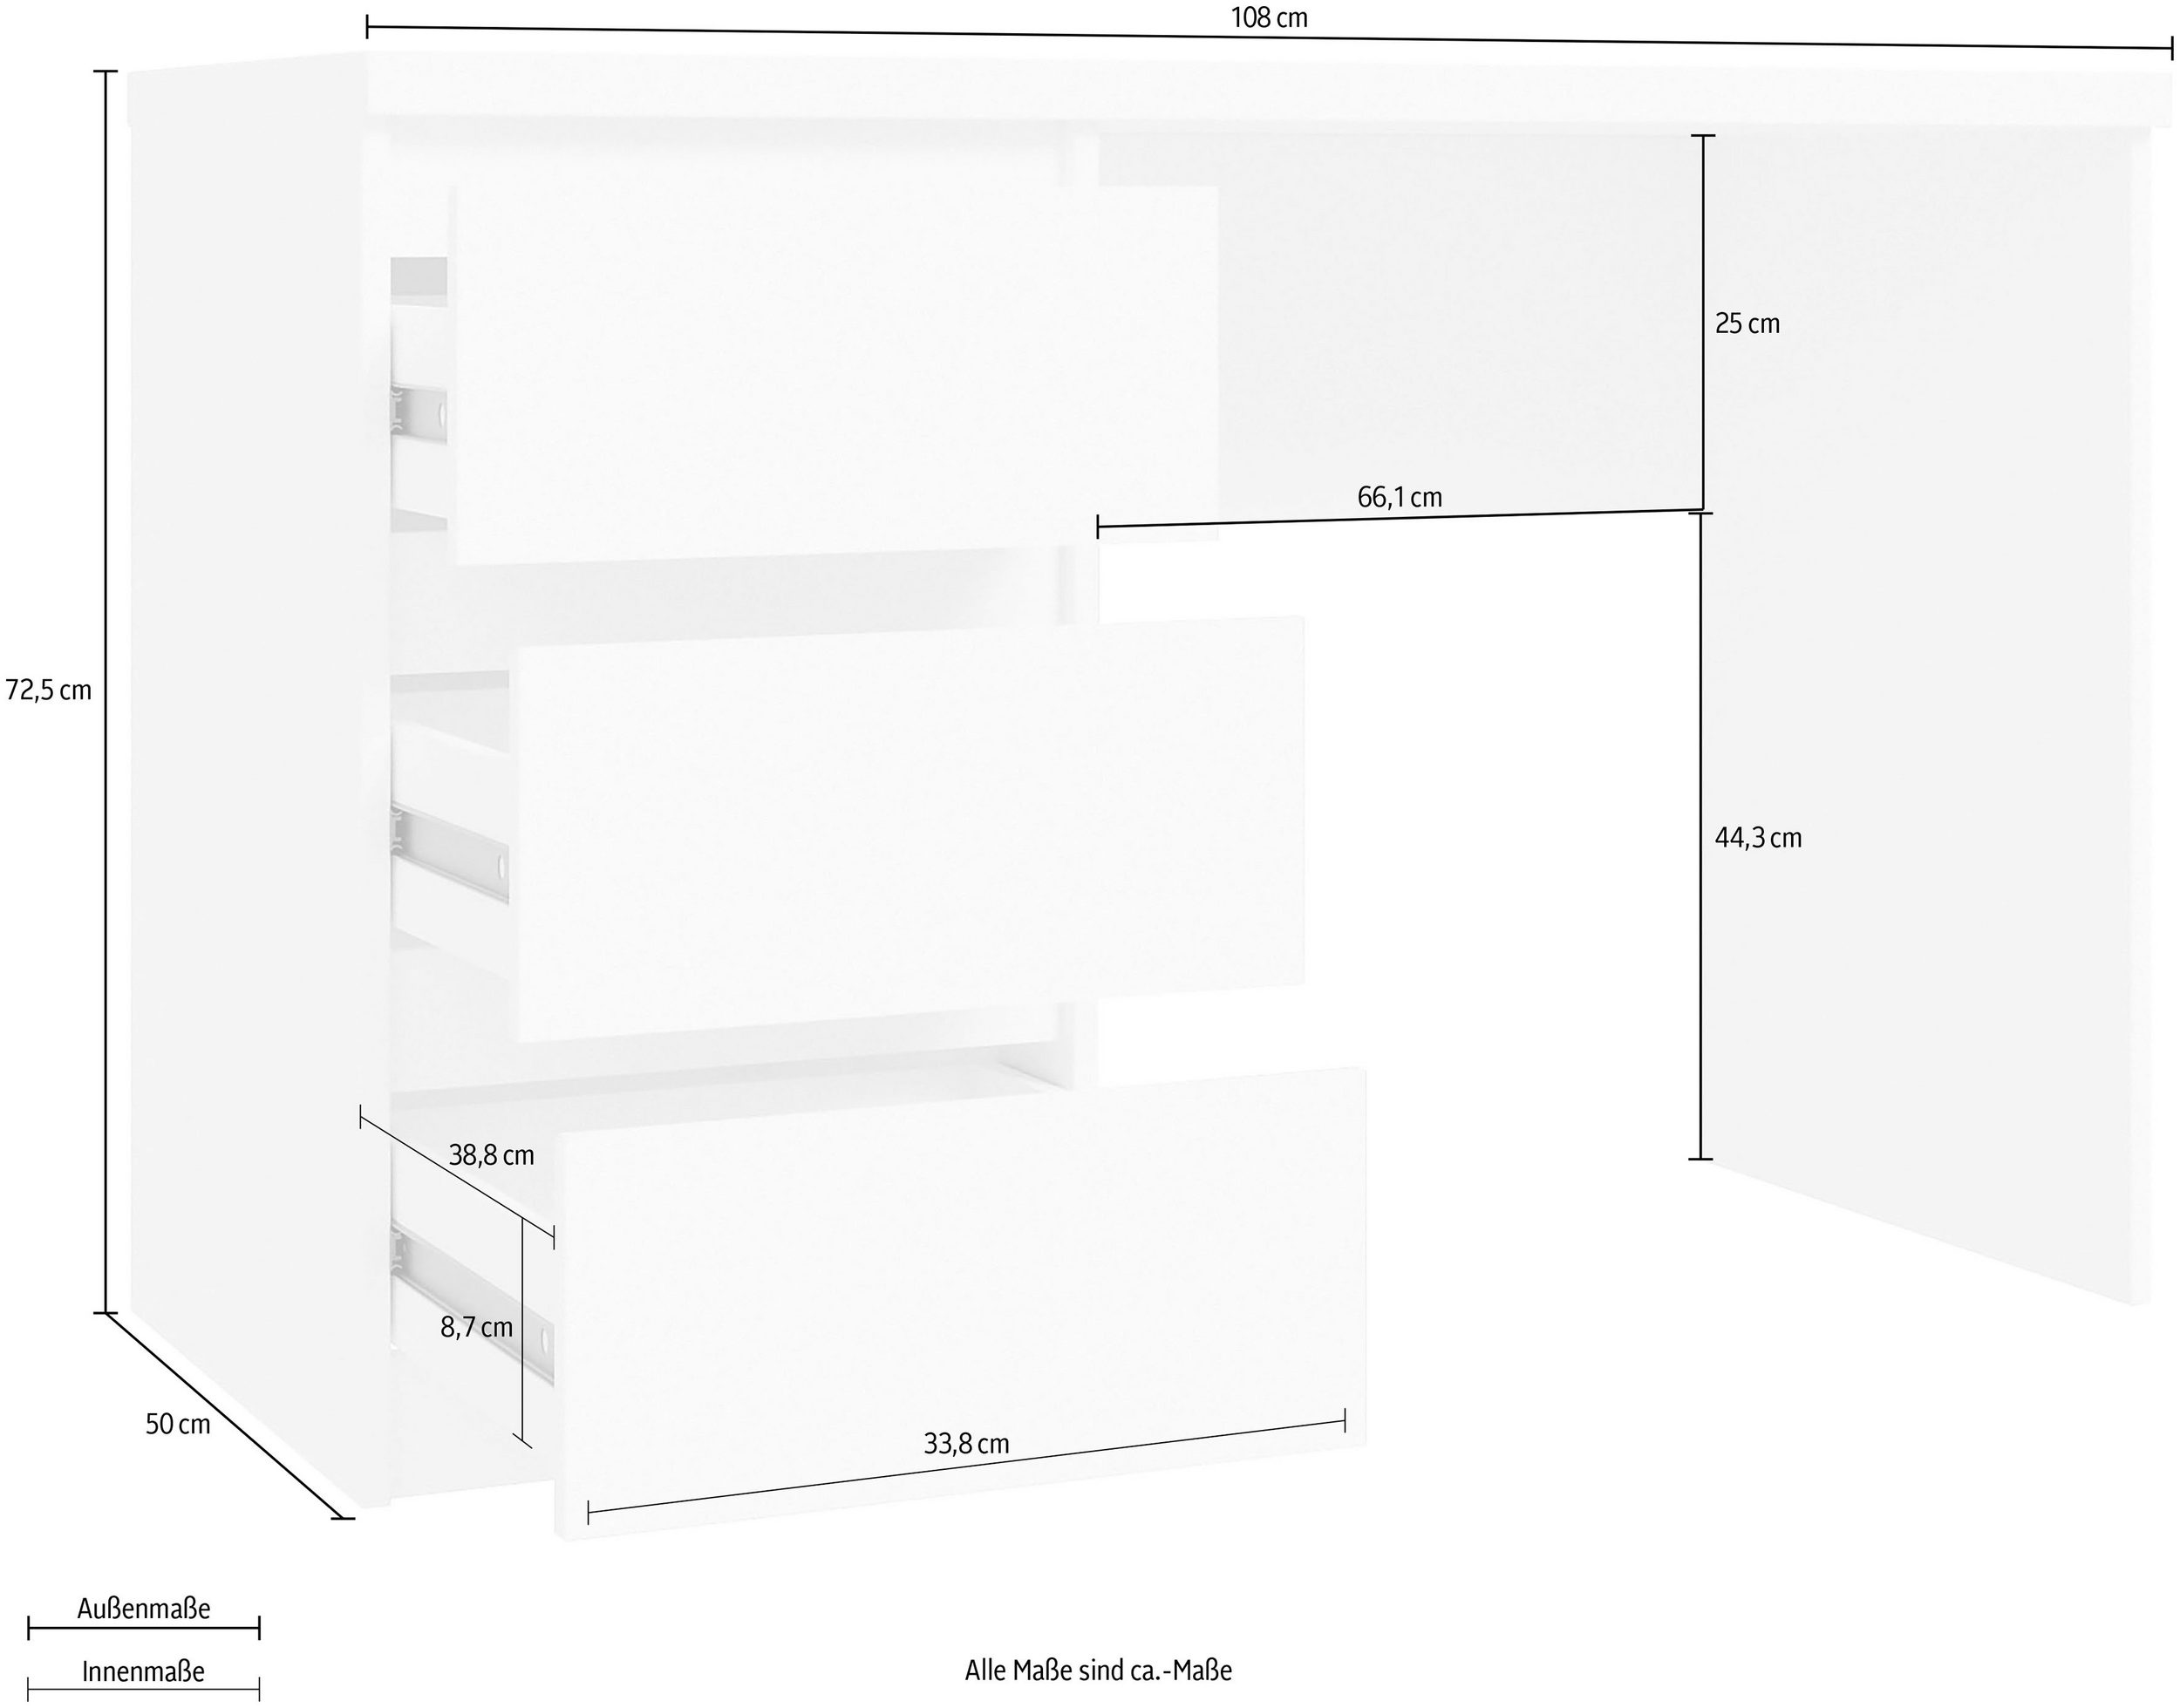 108 cm
25 cm
66,1 cm
72,5 cm
44,3 cm
38,8 cm
8,7 cm
50 cm
33,8 cm
Außenmaße
Innenmaße
Alle Maße sind ca.-Maße